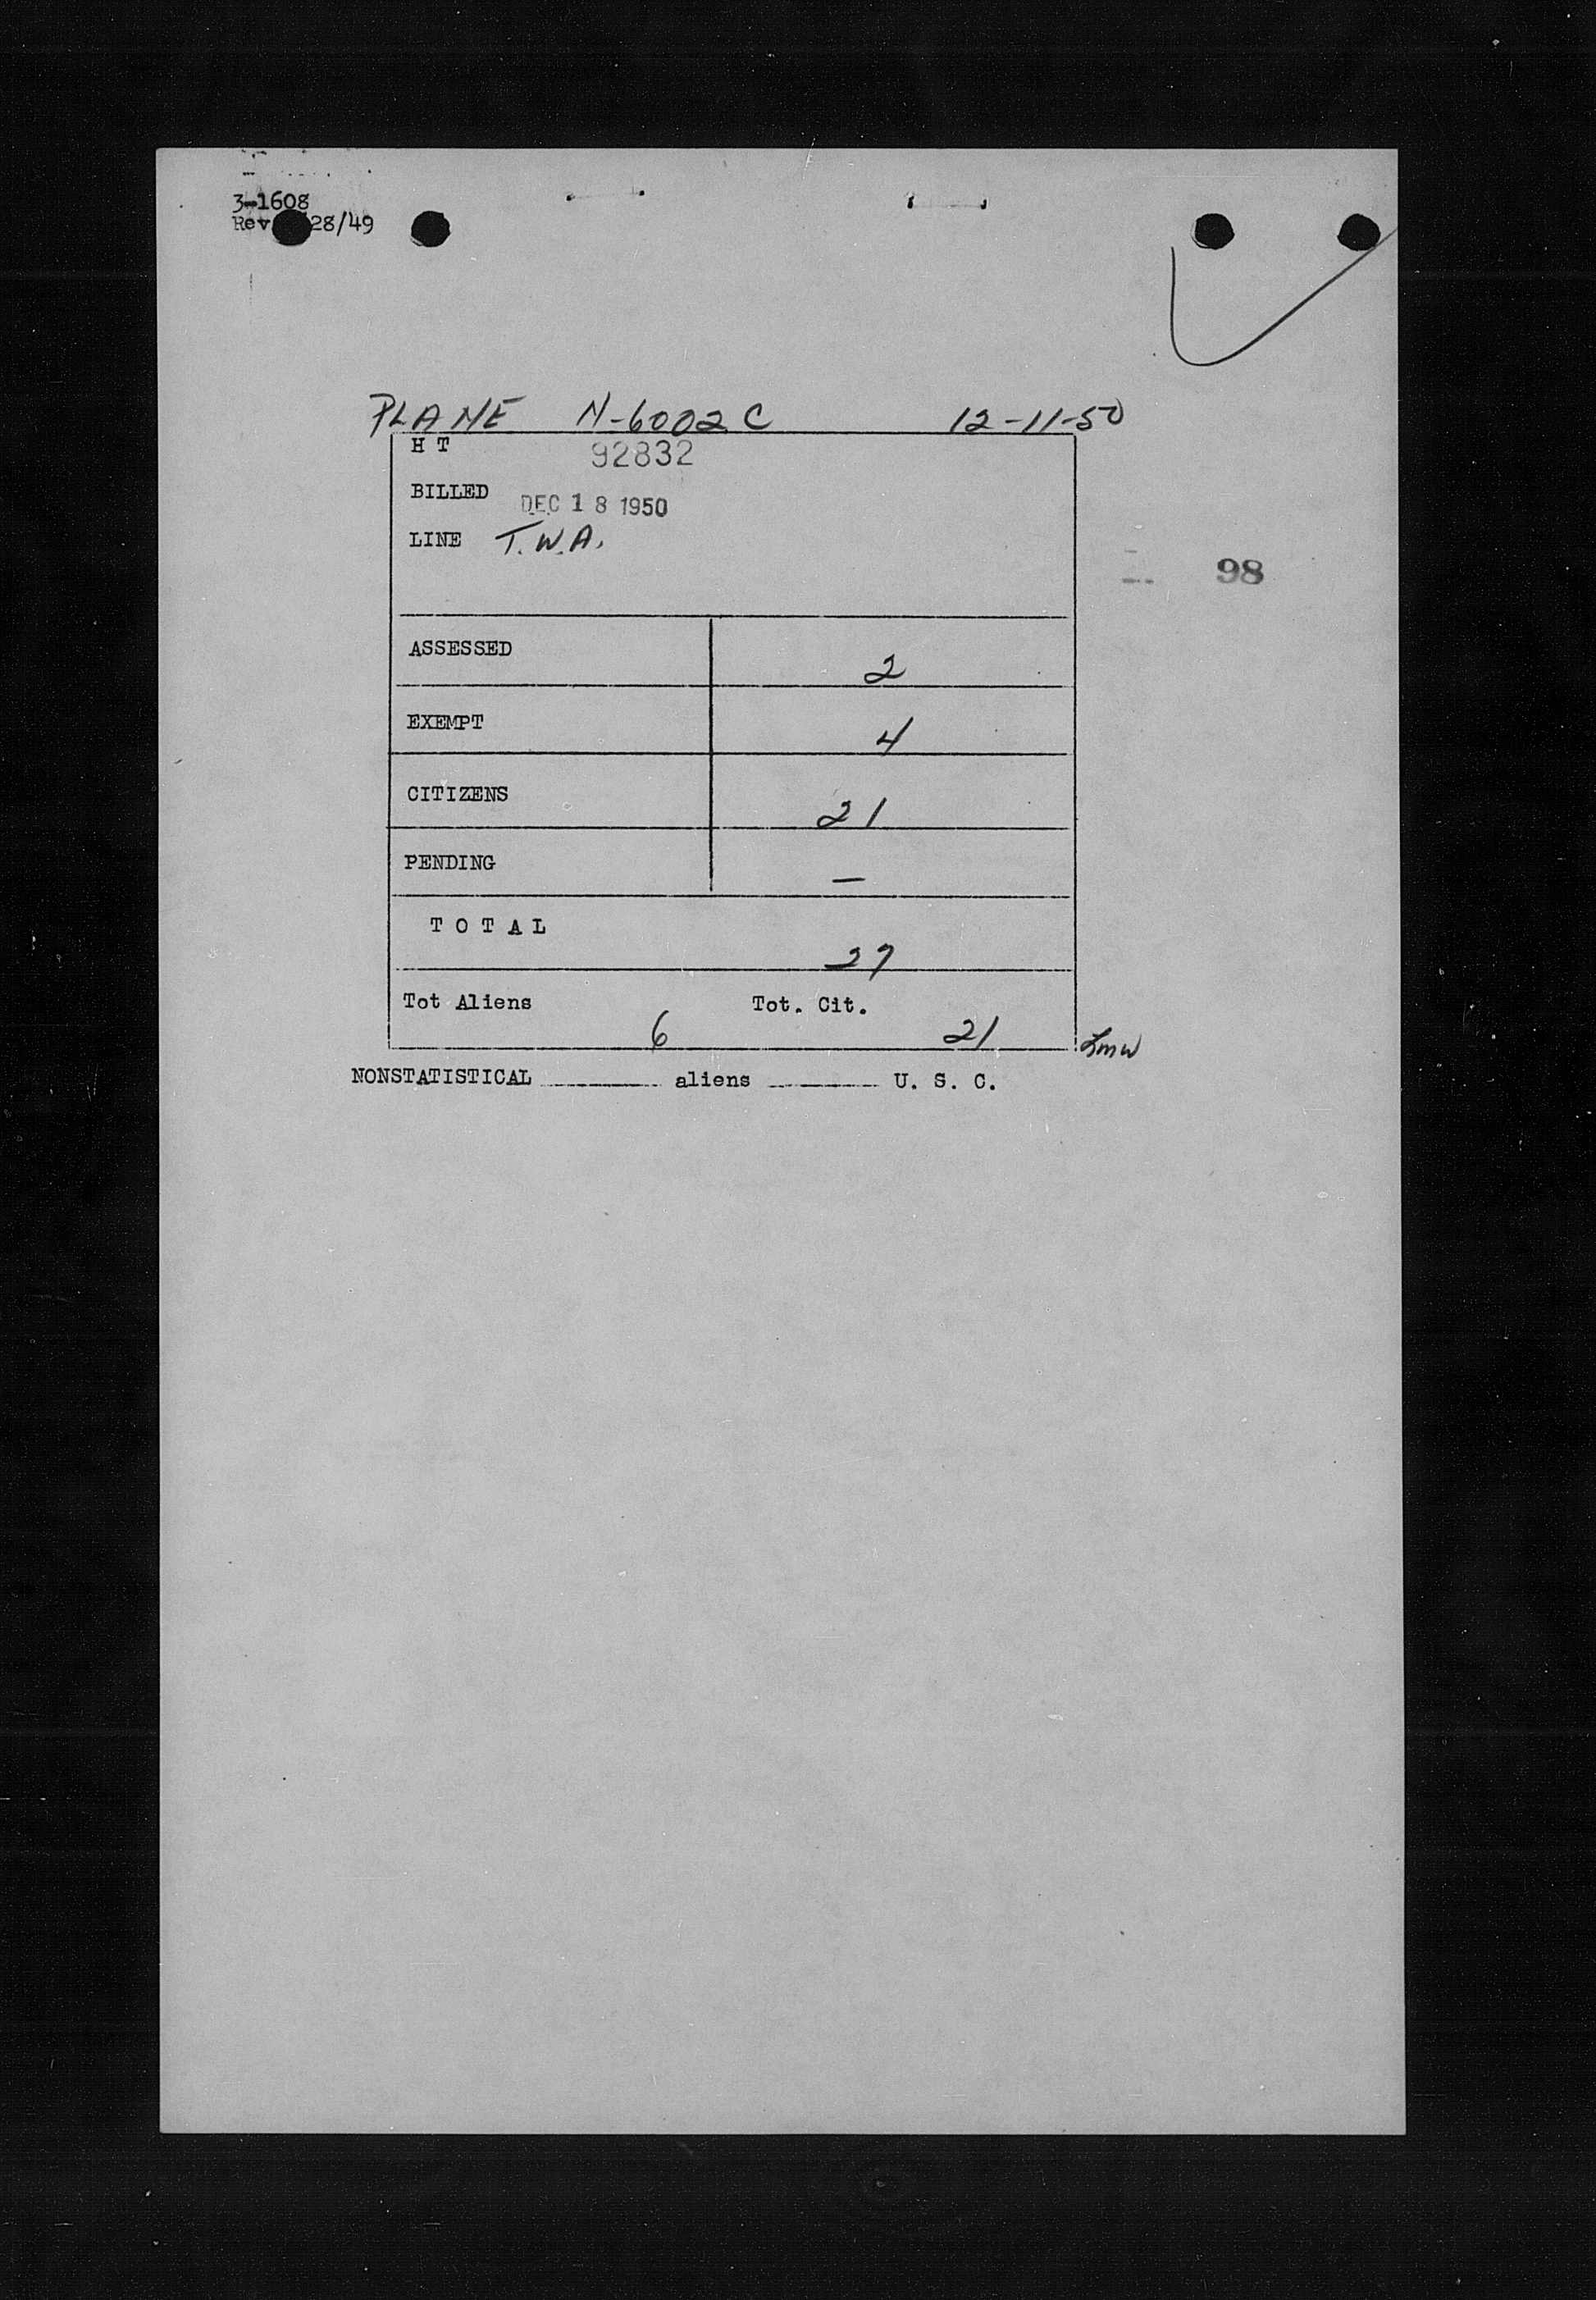 3-1608
Rev. 28/49
PLANE N-6002C 12-11-50
H T 92832
BILLED DEC 18 1950
LINE T.W.A.
98
ASSESSED 2
EXEMPT 4
CITIZENS 21
PENDING —
TOTAL 27
Tot Aliens 6 Tot. Cit. 21
NONSTATISTICAL aliens U. S. C.